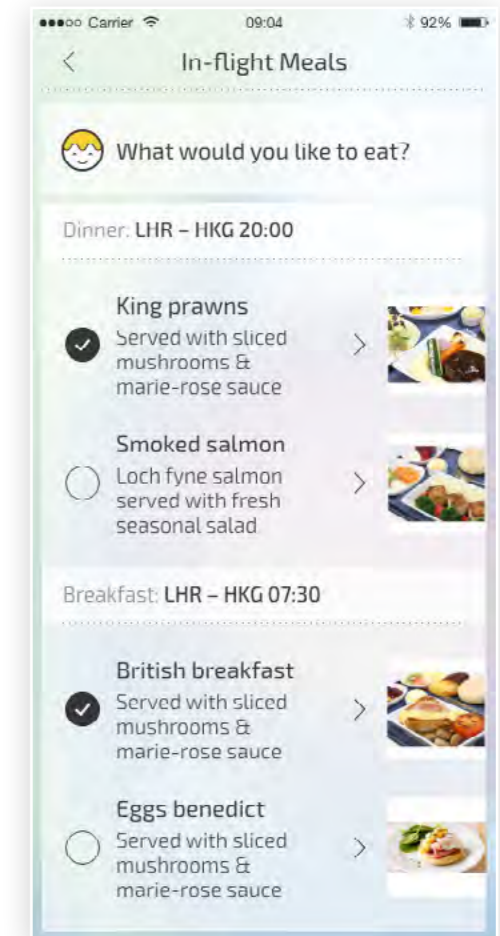 Carrier 09:04 92%
In-flight Meals
What would you like to eat?
Dinner: LHR – HKG 20:00
King prawns
Served with sliced
mushrooms &
marie-rose sauce
Smoked salmon
Loch fyne salmon
served with fresh
seasonal salad
Breakfast: LHR – HKG 07:30
British breakfast
Served with sliced
mushrooms &
marie-rose sauce
Eggs benedict
Served with sliced
mushrooms &
marie-rose sauce